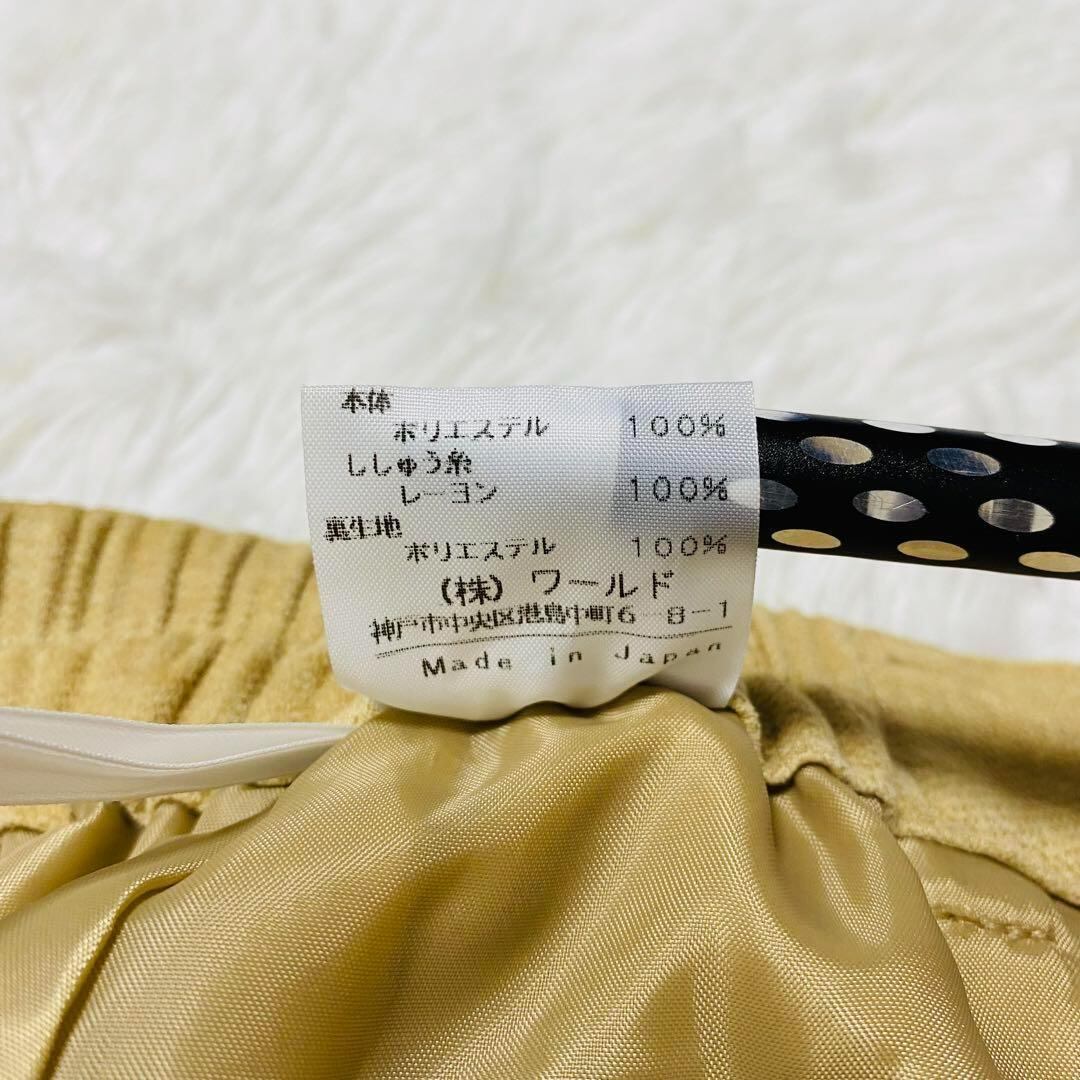 本体
ポリエステル 100%
ししゅう糸
レーヨン 100%
裏生地
ポリエステル 100%
(株) ワールド
神戸市中央区港島中町6-8-1
Made in Japan